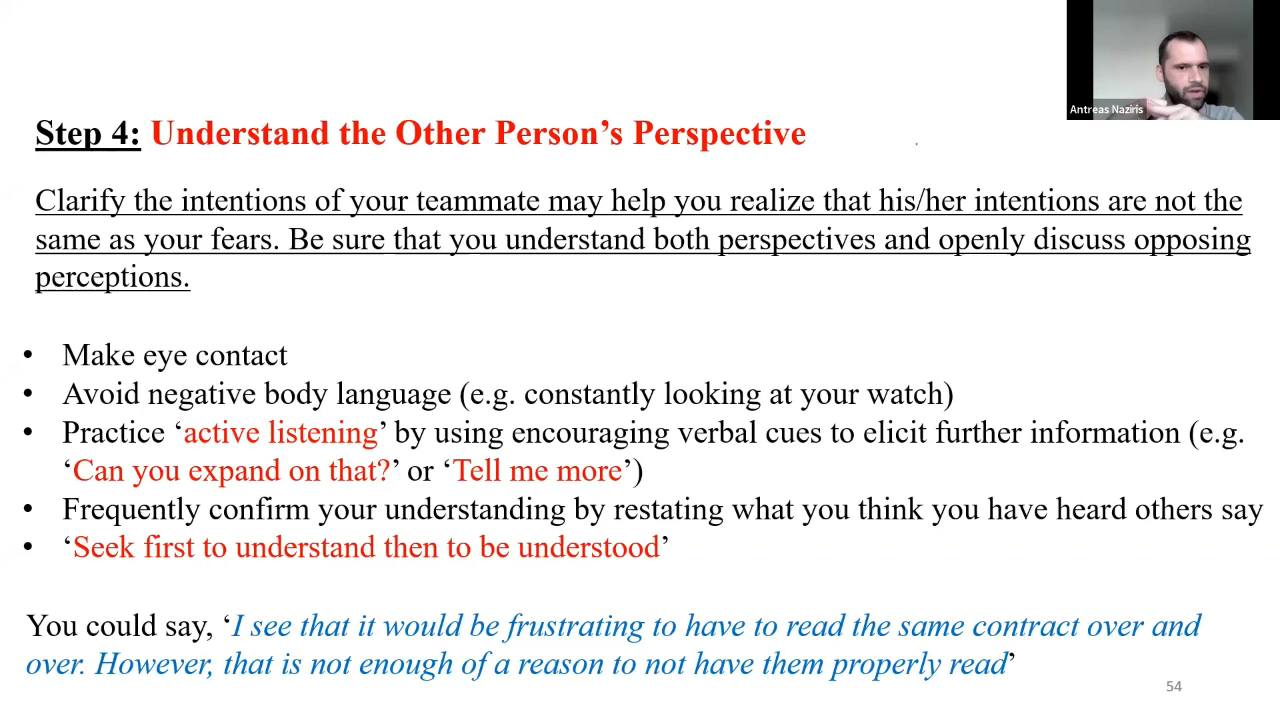 Antreas Naziris
Step 4: Understand the Other Person’s Perspective
Clarify the intentions of your teammate may help you realize that his/her intentions are not the
same as your fears. Be sure that you understand both perspectives and openly discuss opposing
perceptions.
• Make eye contact
• Avoid negative body language (e.g. constantly looking at your watch)
• Practice ‘active listening’ by using encouraging verbal cues to elicit further information (e.g.
‘Can you expand on that?’ or ‘Tell me more’)
• Frequently confirm your understanding by restating what you think you have heard others say
• ‘Seek first to understand then to be understood’
You could say, ‘I see that it would be frustrating to have to read the same contract over and
over. However, that is not enough of a reason to not have them properly read’
54